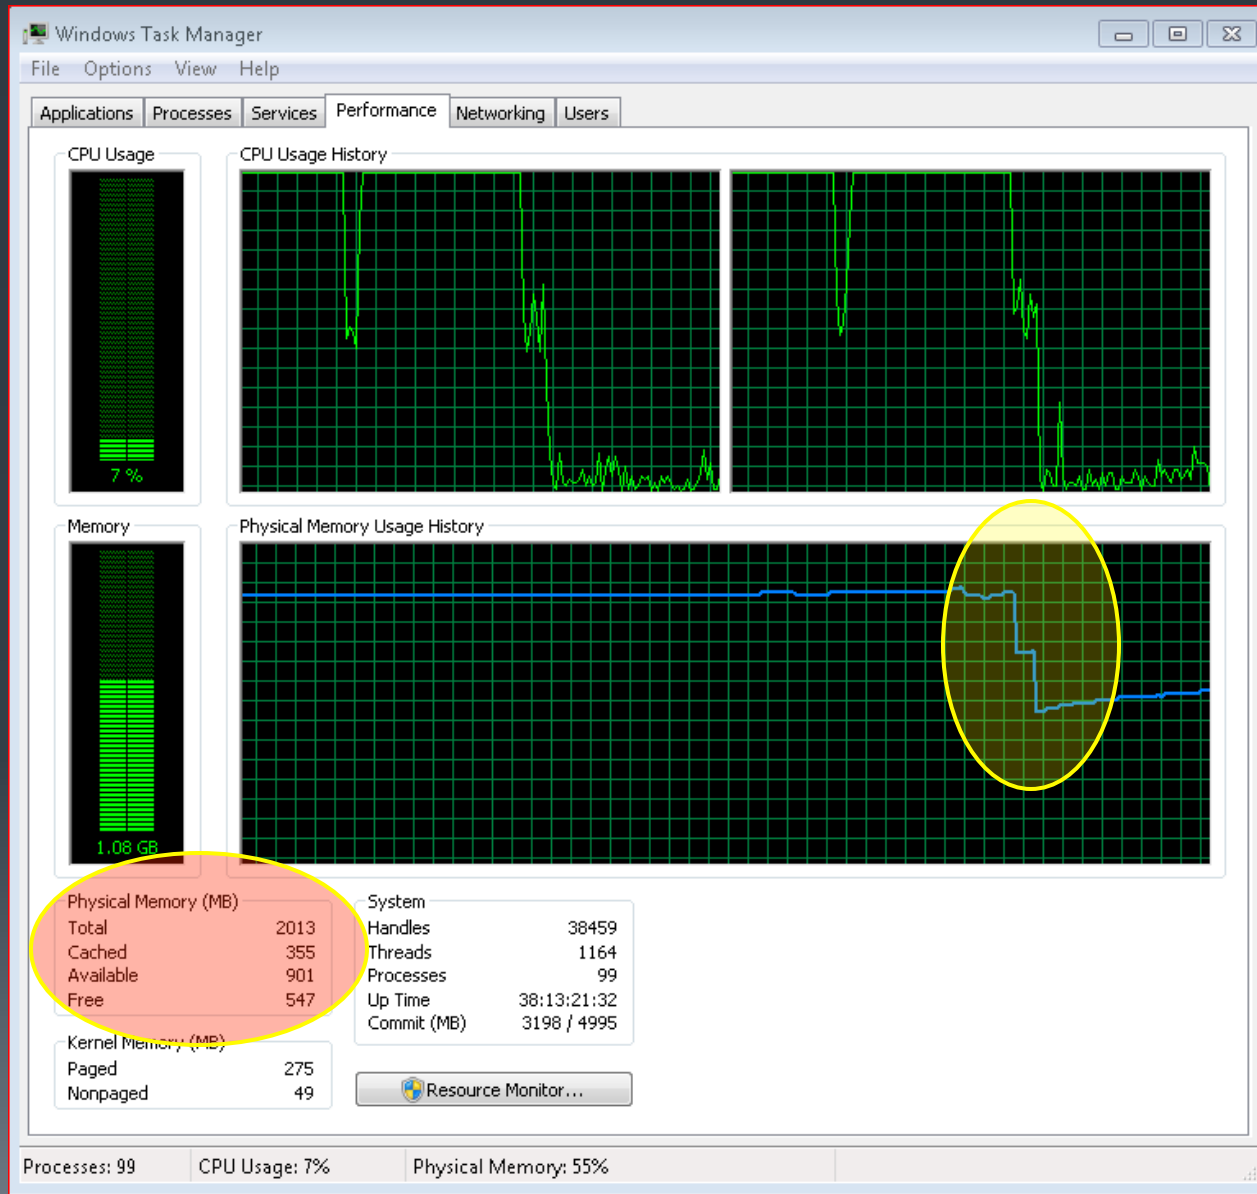 Windows Task Manager
File Options View Help
Applications Processes Services Performance Networking Users
CPU Usage
CPU Usage History
7 %
Memory
Physical Memory Usage History
1.08 GB
Physical Memory (MB)
Total 2013
Cached 355
Available 901
Free 547
System
Handles 38459
Threads 1164
Processes 99
Up Time 38:13:21:32
Commit (MB) 3198 / 4995
Kernel Memory (MB)
Paged 275
Nonpaged 49
Resource Monitor...
Processes: 99 CPU Usage: 7% Physical Memory: 55%